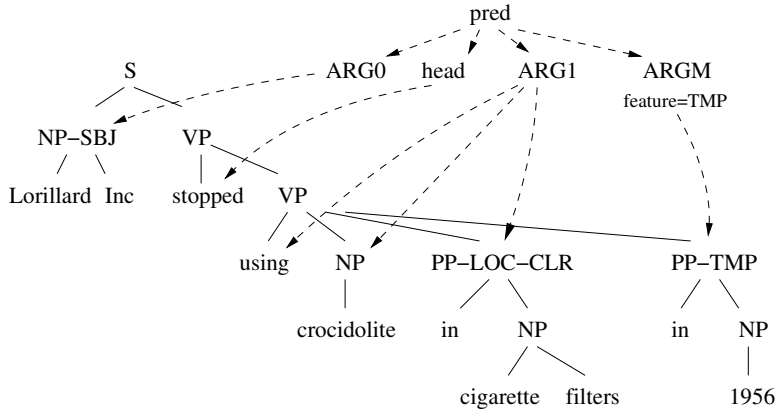 pred
S ARG0 head ARG1 ARGM
feature=TMP
NP−SBJ VP
Lorillard Inc stopped VP
using NP PP−LOC−CLR PP−TMP
crocidolite in NP in NP
cigarette filters 1956